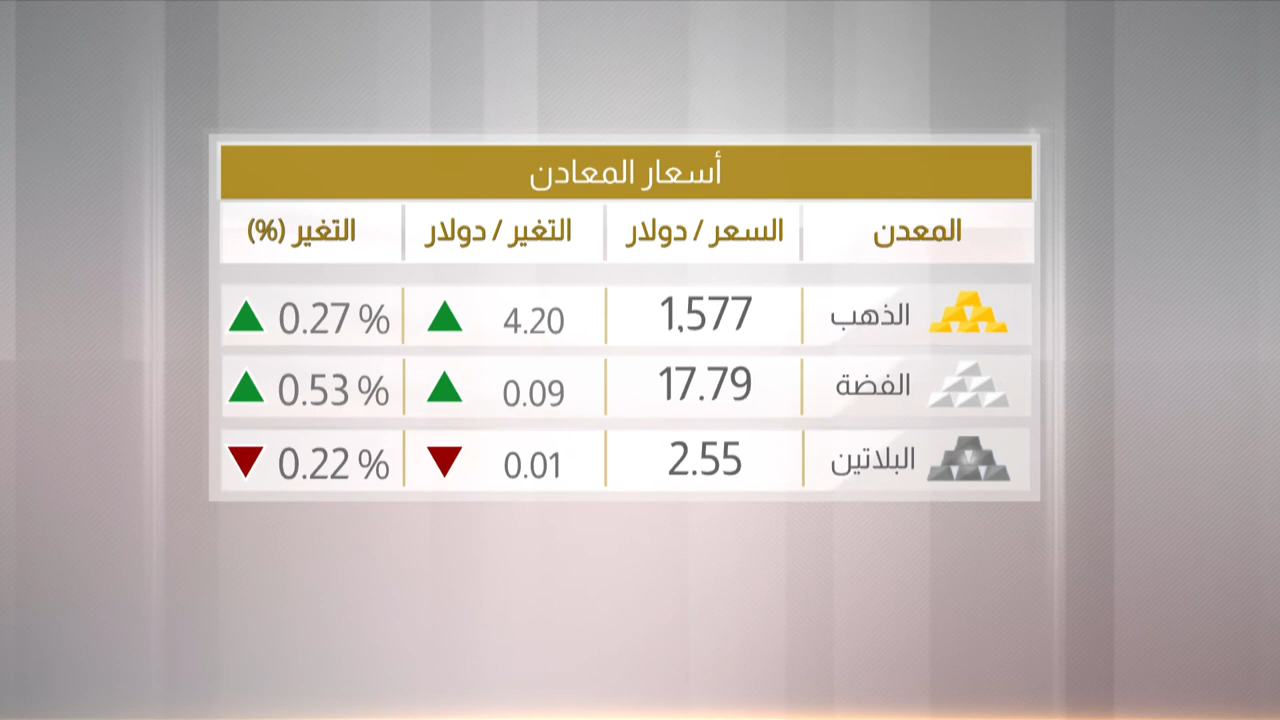 أسعار المعادن
المعدن السعر / دولار التغير / دولار التغير (%)
الذهب 1,577 4.20 0.27 %
الفضة 17.79 0.09 0.53 %
البلاتين 2.55 0.01 0.22 %